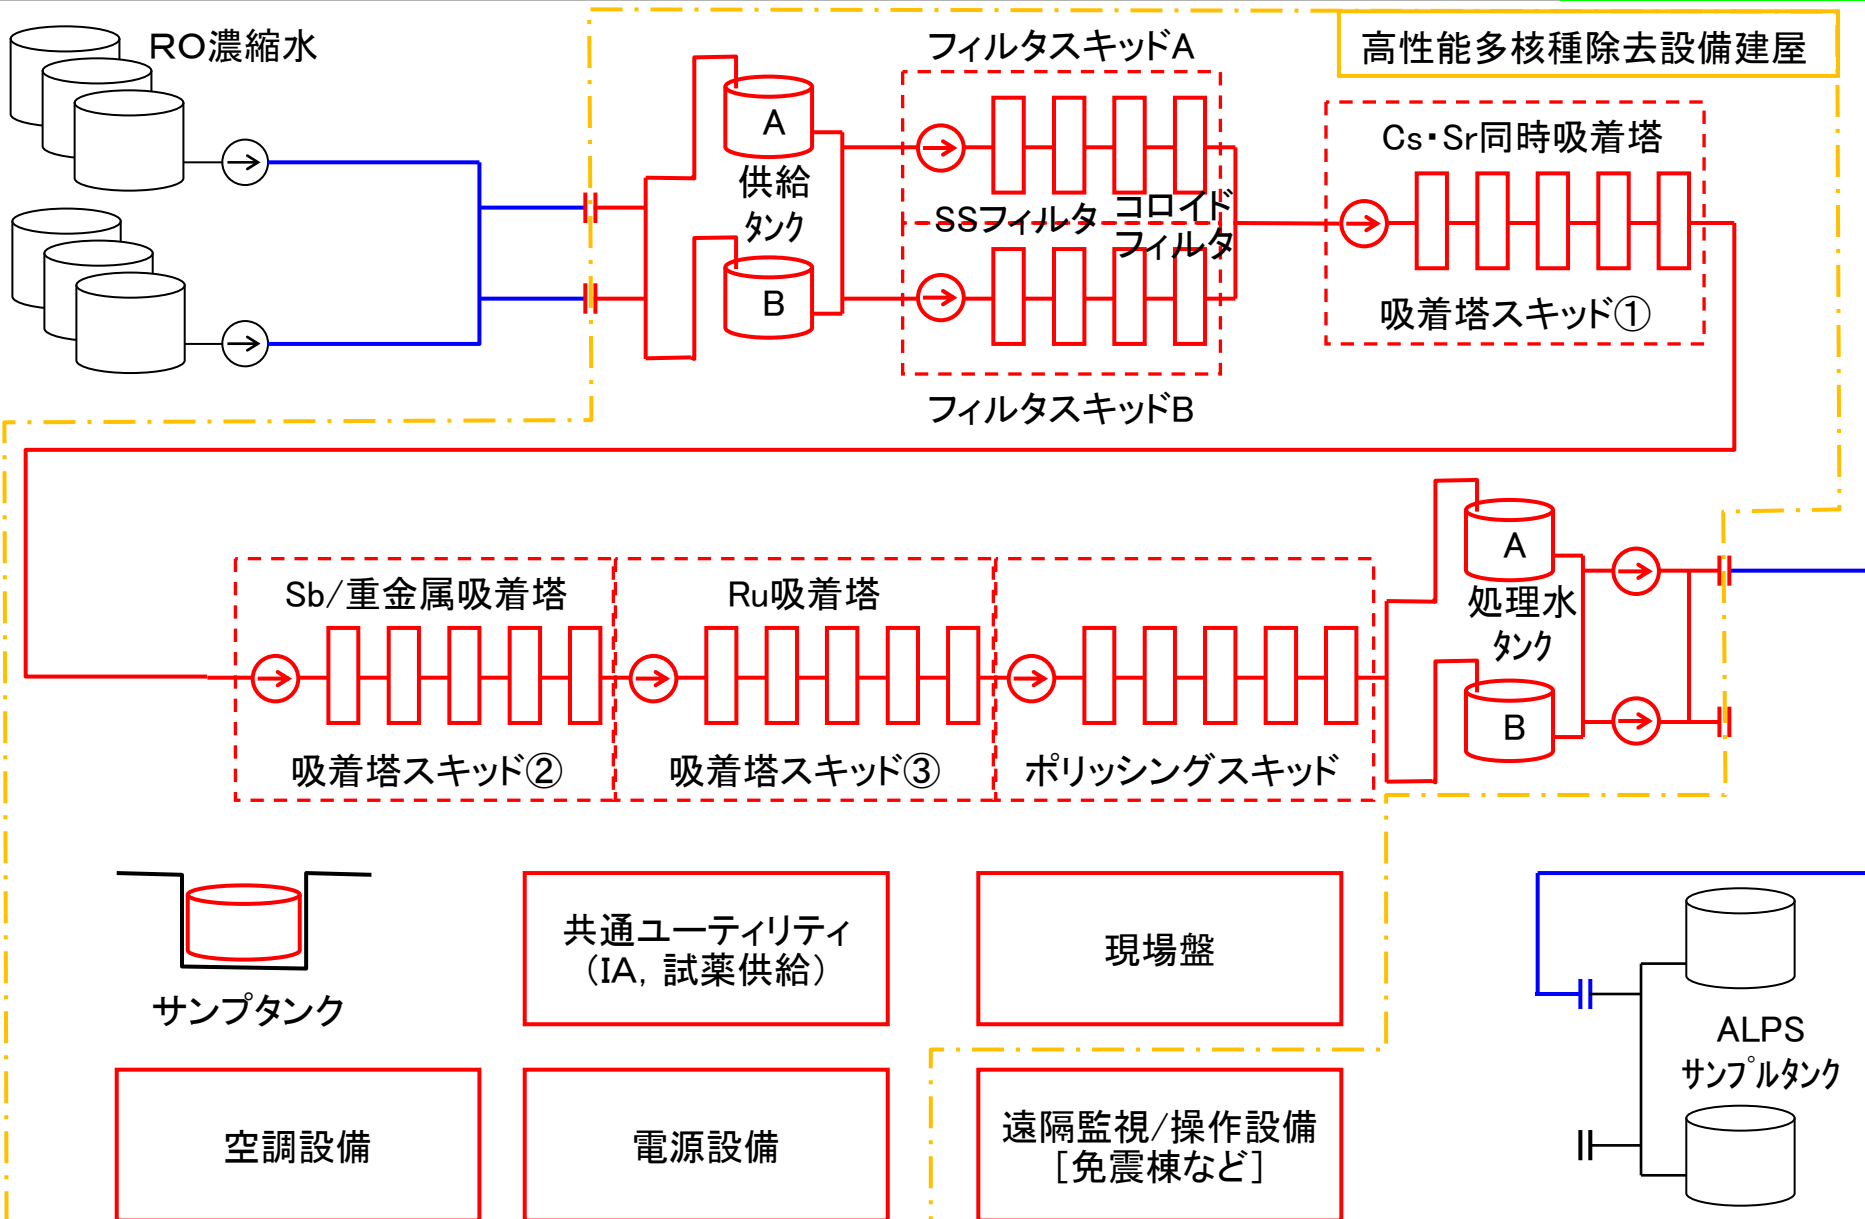 RO濃縮水
フィルタスキッドA
高性能多核種除去設備建屋
A
供給
タンク
B
SSフィルタ
コロイド
フィルタ
フィルタスキッドB
Cs・Sr同時吸着塔
吸着塔スキッド①
Sb/重金属吸着塔
吸着塔スキッド②
Ru吸着塔
吸着塔スキッド③
ポリッシングスキッド
A
処理水
タンク
B
サンプタンク
共通ユーティリティ
(IA, 試薬供給)
現場盤
ALPS
サンプルタンク
空調設備
電源設備
遠隔監視/操作設備
[免震棟など]